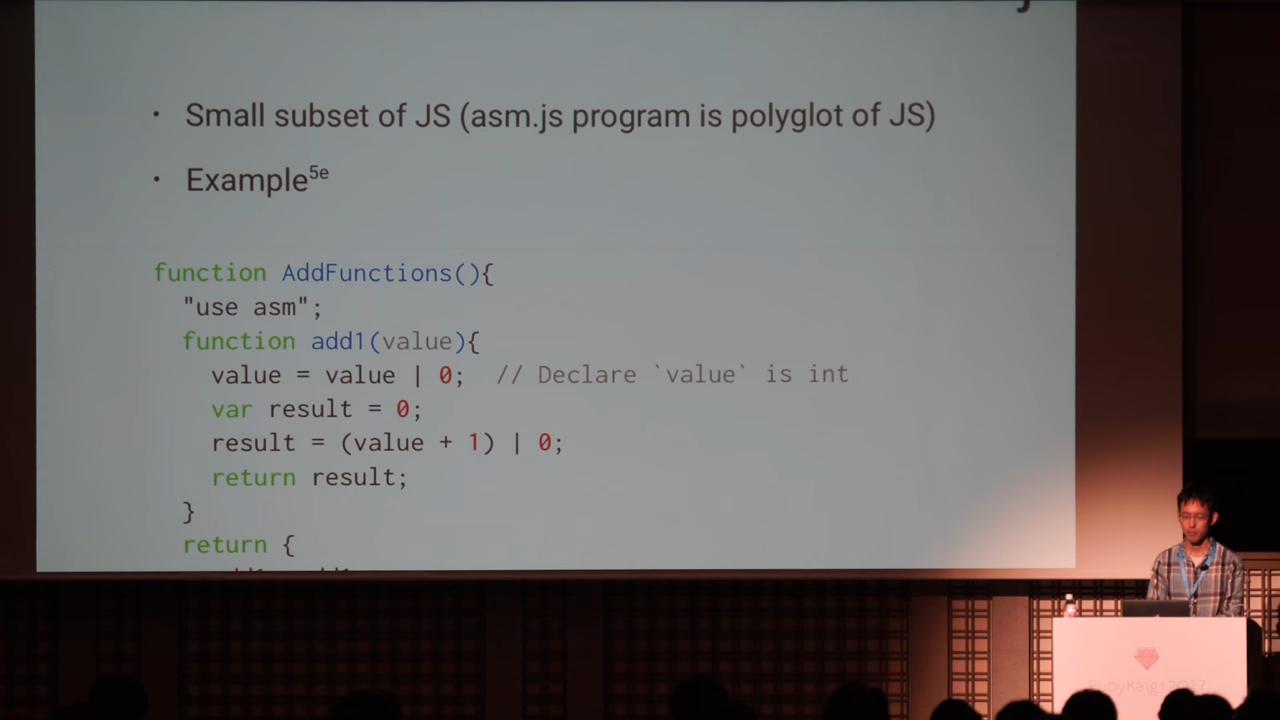 · Small subset of JS (asm.js program is polyglot of JS)
· Example5e
function AddFunctions(){
"use asm";
function add1(value){
value = value | 0; // Declare `value` is int
var result = 0;
result = (value + 1) | 0;
return result;
}
return {
RubyKaigi2017